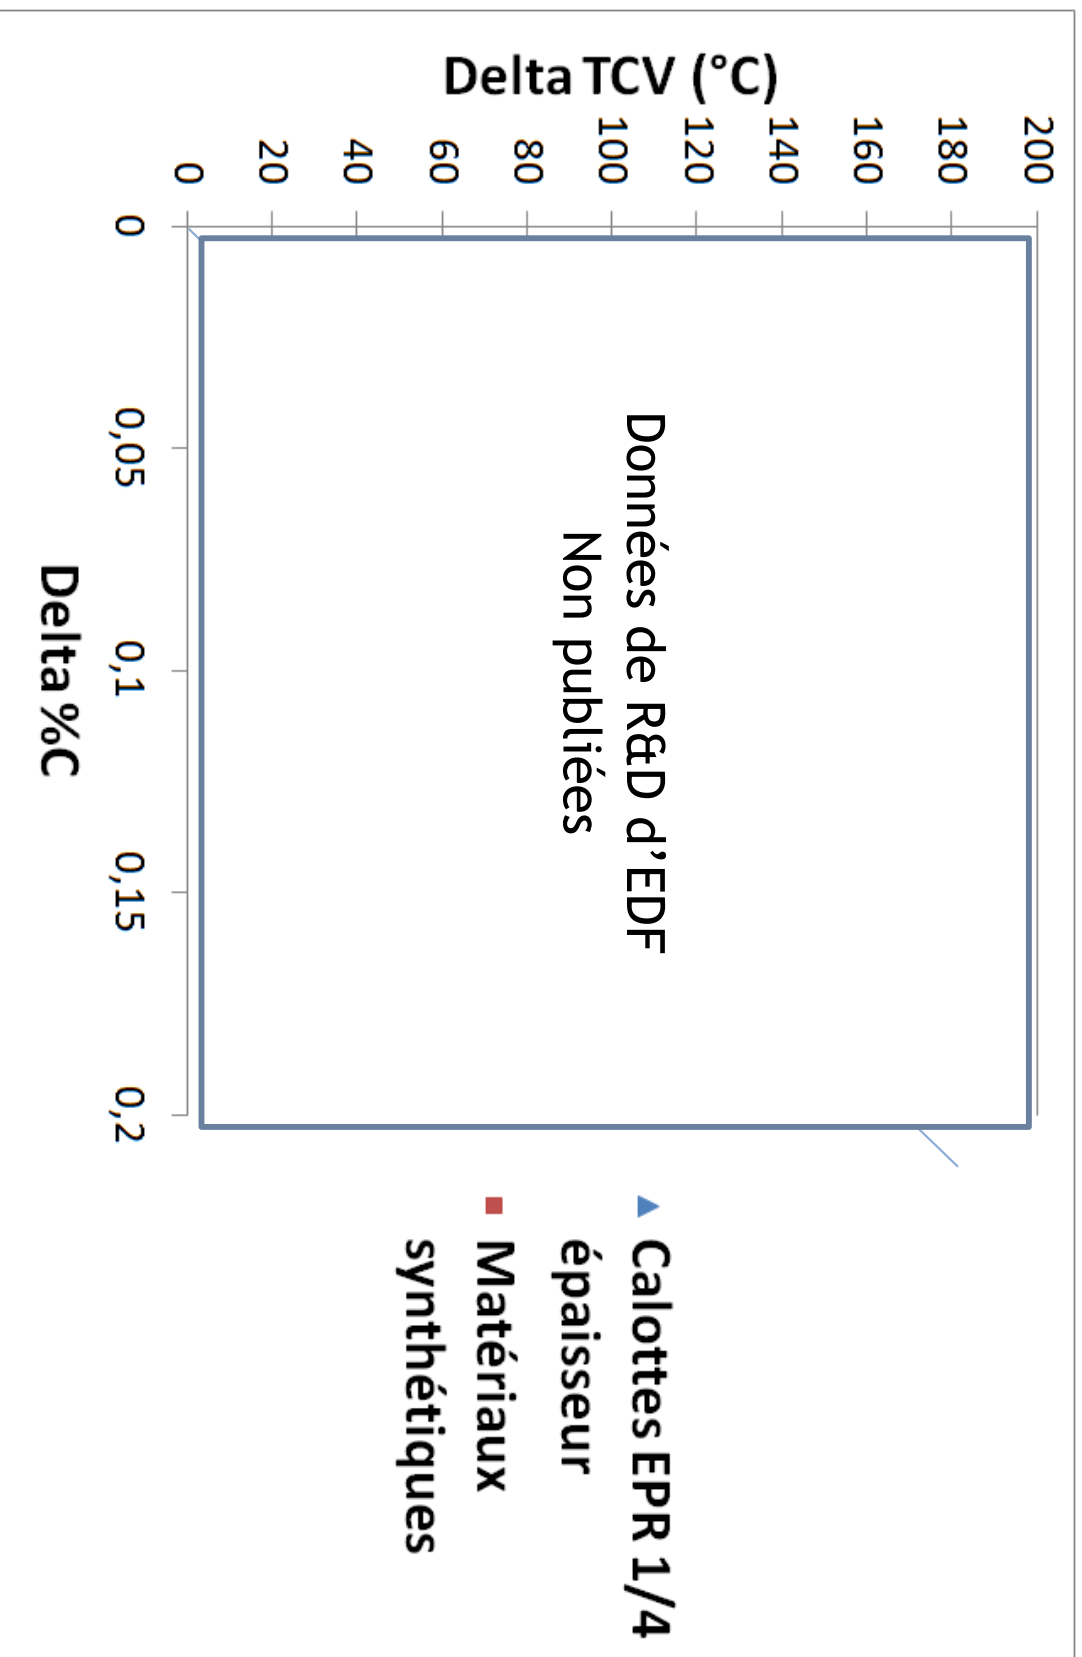 Delta TCV (°C)
200
180
160
140
120
100
80
60
40
20
0
Données de R&D d’EDF
Non publiées
0
0,05
0,1
0,15
0,2
Delta %C
Calottes EPR 1/4
épaisseur
Matériaux
synthétiques